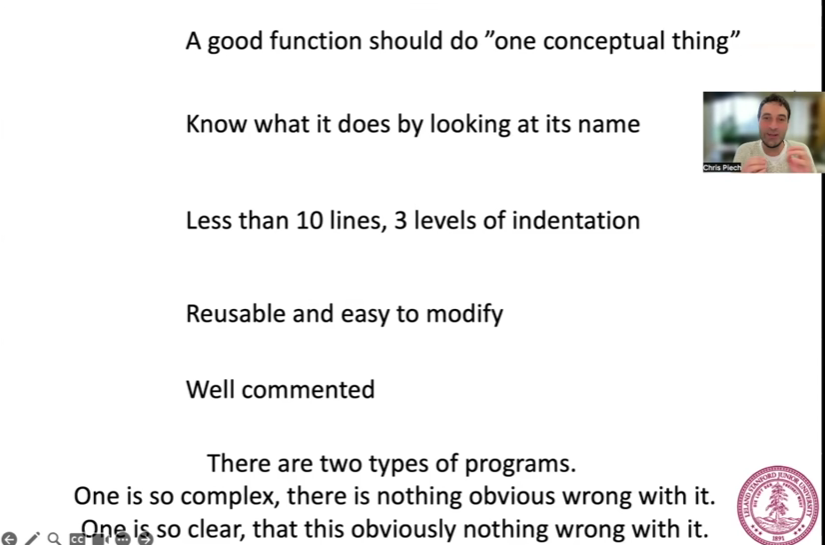 A good function should do ”one conceptual thing”
Know what it does by looking at its name
Chris Piech
Less than 10 lines, 3 levels of indentation
Reusable and easy to modify
Well commented
There are two types of programs.
One is so complex, there is nothing obvious wrong with it.
One is so clear, that this obviously nothing wrong with it.
CC
LELAND STANFORD JUNIOR UNIVERSITY
1891